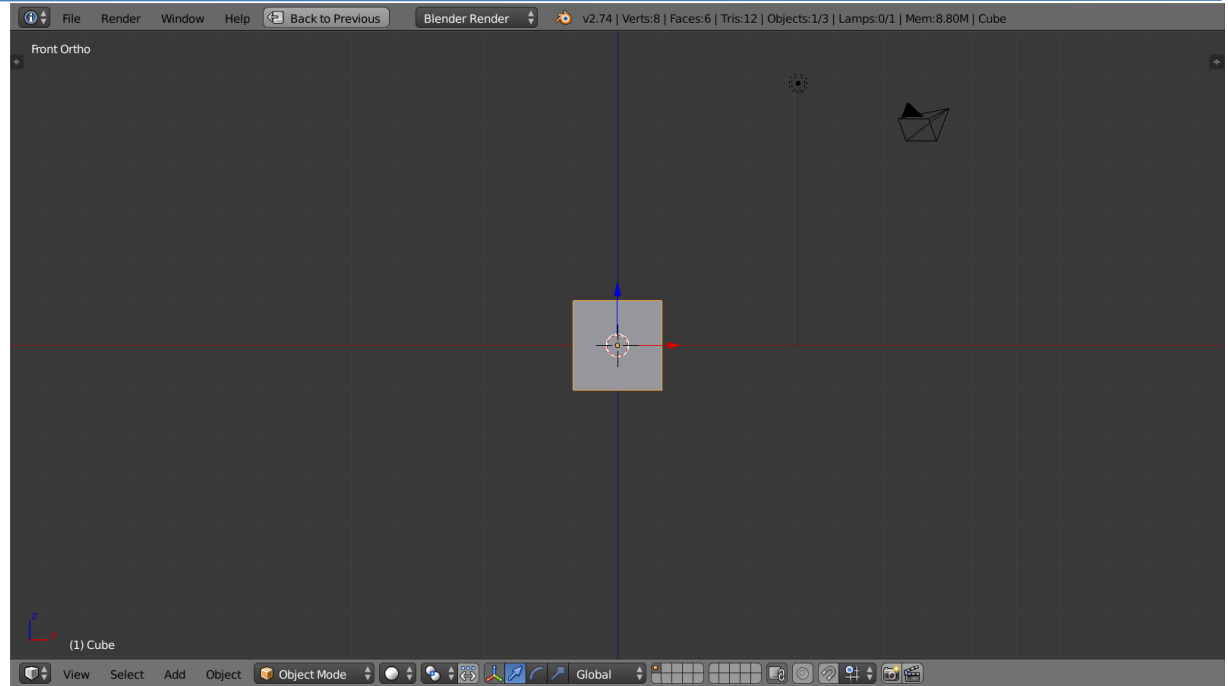 File Render Window Help Back to Previous Blender Render v2.74 | Verts:8 | Faces:6 | Tris:12 | Objects:1/3 | Lamps:0/1 | Mem:8.80M | Cube
Front Ortho
z
x
(1) Cube
View Select Add Object Object Mode Global